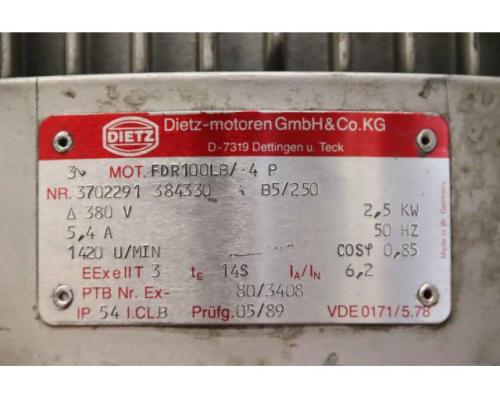 DIETZ
Dietz-motoren GmbH & Co. KG
D-7319 Dettingen u. Teck
3~ MOT. FDR100LB/-4 P
NR. 3702291 384330 B5/250
Δ 380 V 2,5 KW
5,4 A 50 HZ
1420 U/MIN COSφ 0,85
EExeIIT 3 tE 14S IA/IN 6,2
PTB Nr. Ex- 80/3408
IP 54 I.CL.B Prüfg. 05/89 VDE 0171/5.78
Made in W. Germany